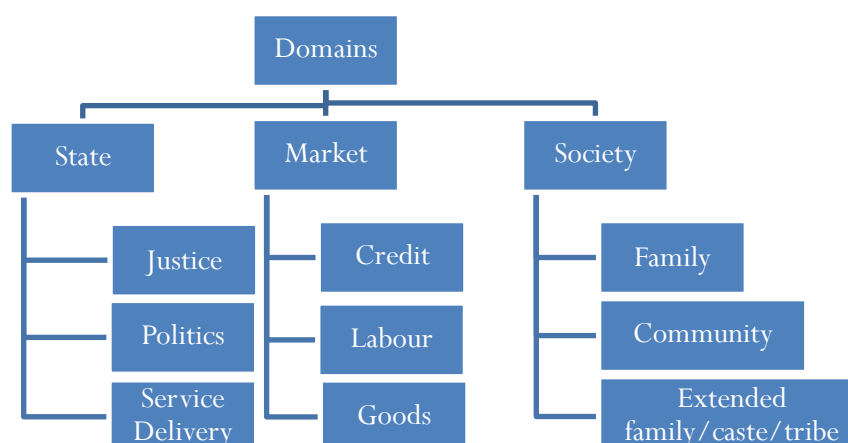 Domains
State
Market
Society
Justice
Politics
Service
Delivery
Credit
Labour
Goods
Family
Community
Extended
family/caste/tribe